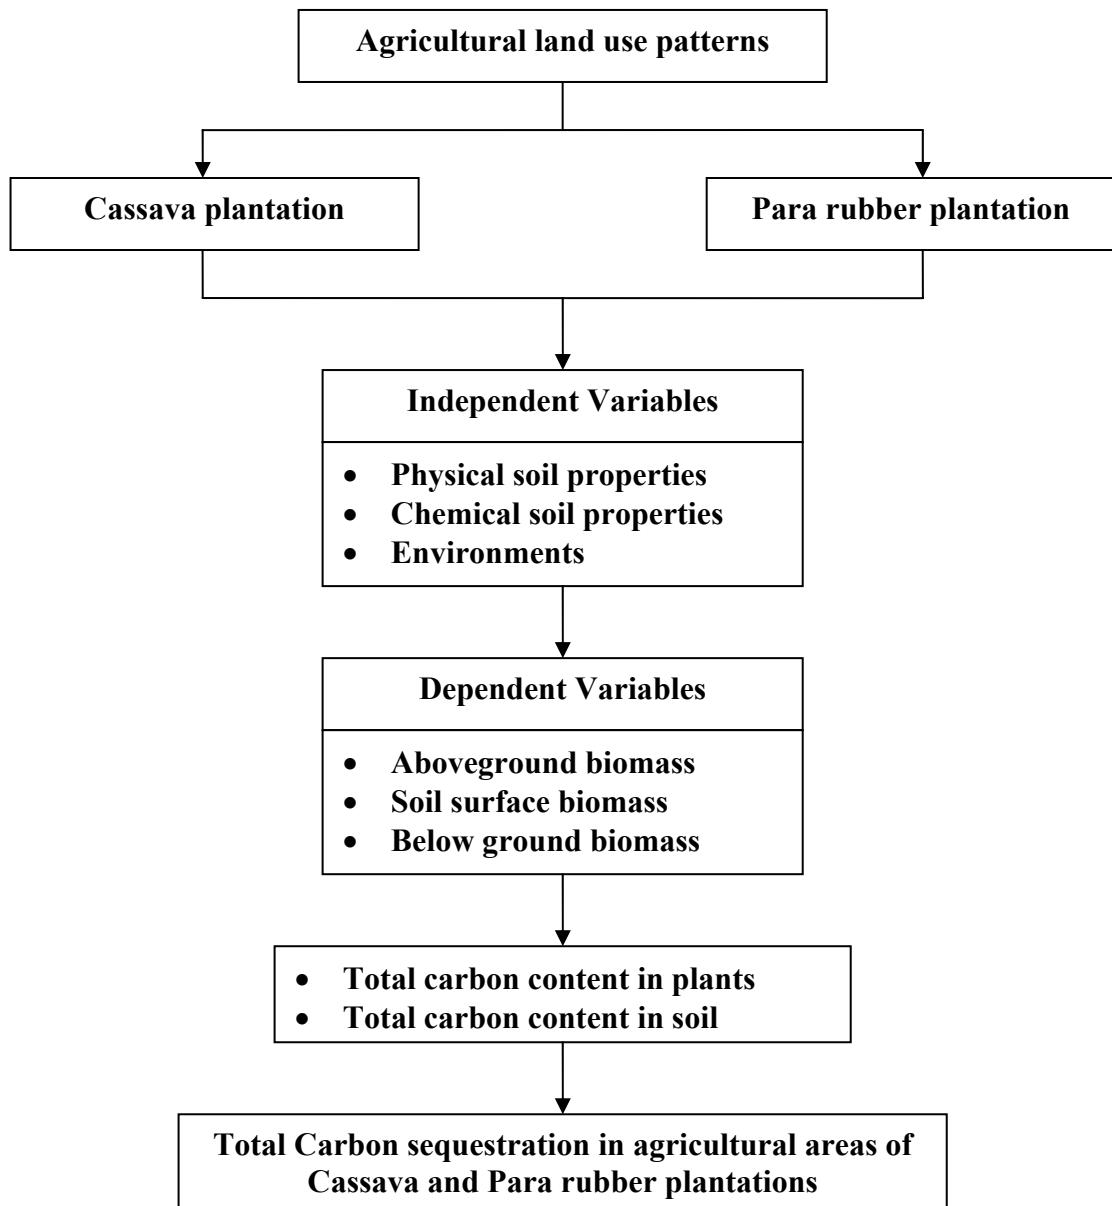 Agricultural land use patterns
Cassava plantation
Para rubber plantation
Independent Variables
• Physical soil properties
• Chemical soil properties
• Environments
Dependent Variables
• Aboveground biomass
• Soil surface biomass
• Below ground biomass
• Total carbon content in plants
• Total carbon content in soil
Total Carbon sequestration in agricultural areas of
Cassava and Para rubber plantations